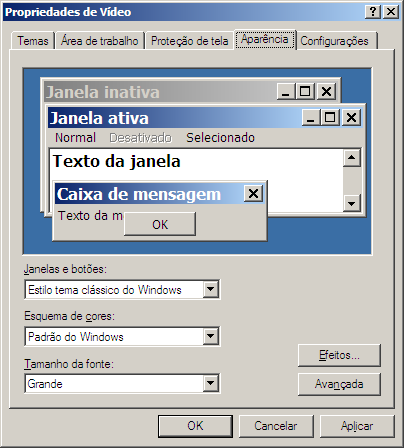 Propriedades de Vídeo
Temas Área de trabalho Proteção de tela Aparência Configurações
Janela inativa
Janela ativa
Normal Desativado Selecionado
Texto da janela
Caixa de mensagem
Texto da m
OK
Janelas e botões:
Estilo tema clássico do Windows
Esquema de cores:
Padrão do Windows
Tamanho da fonte:
Grande
Efeitos...
Avançada
OK Cancelar Aplicar